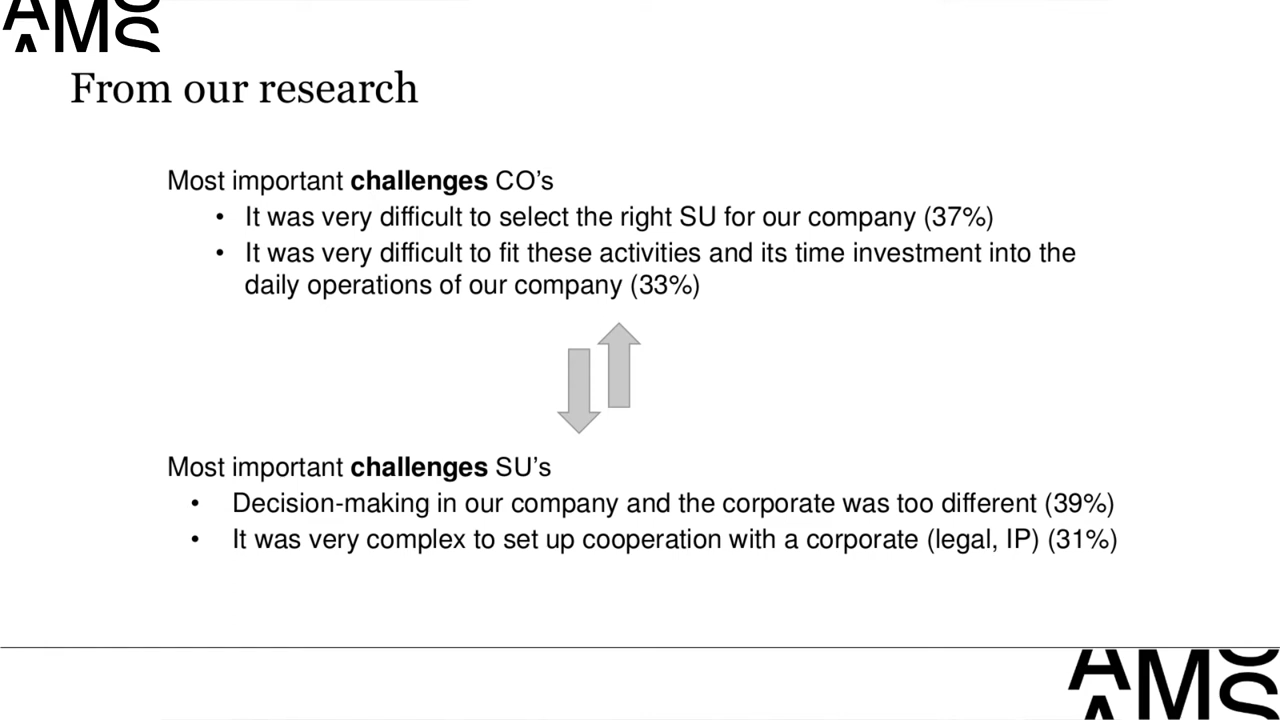 AMS
AMS
From our research
Most important challenges CO’s
• It was very difficult to select the right SU for our company (37%)
• It was very difficult to fit these activities and its time investment into the
daily operations of our company (33%)
Most important challenges SU’s
• Decision-making in our company and the corporate was too different (39%)
• It was very complex to set up cooperation with a corporate (legal, IP) (31%)
AMS
A S